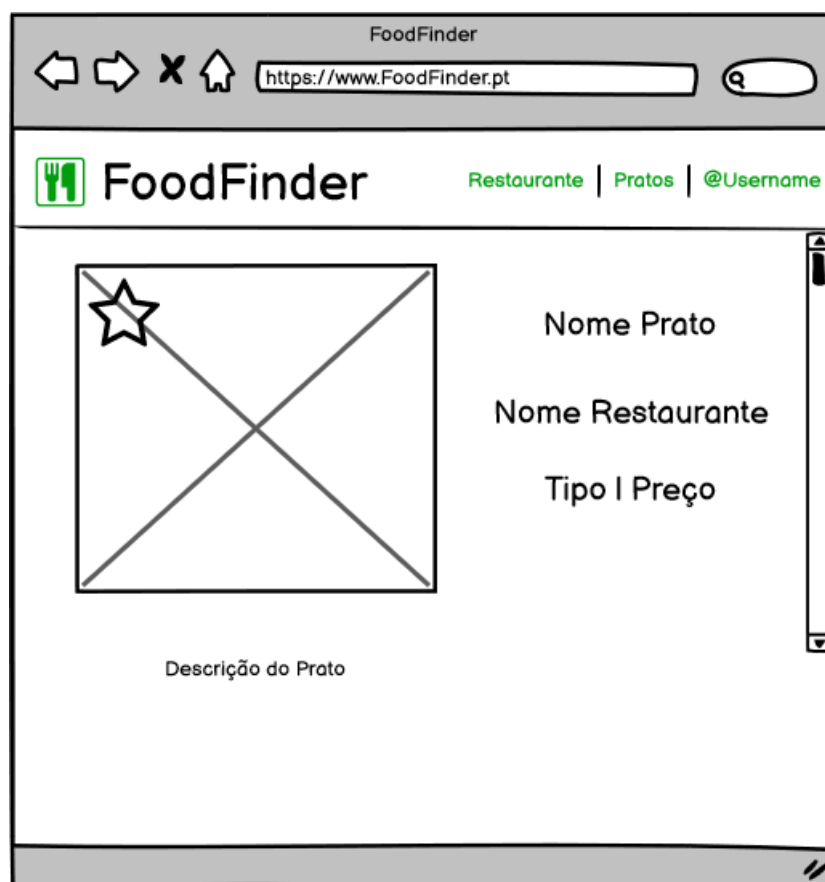 FoodFinder
https://www.FoodFinder.pt
FoodFinder
Restaurante | Pratos | @Username
Nome Prato
Nome Restaurante
Tipo | Preço
Descrição do Prato